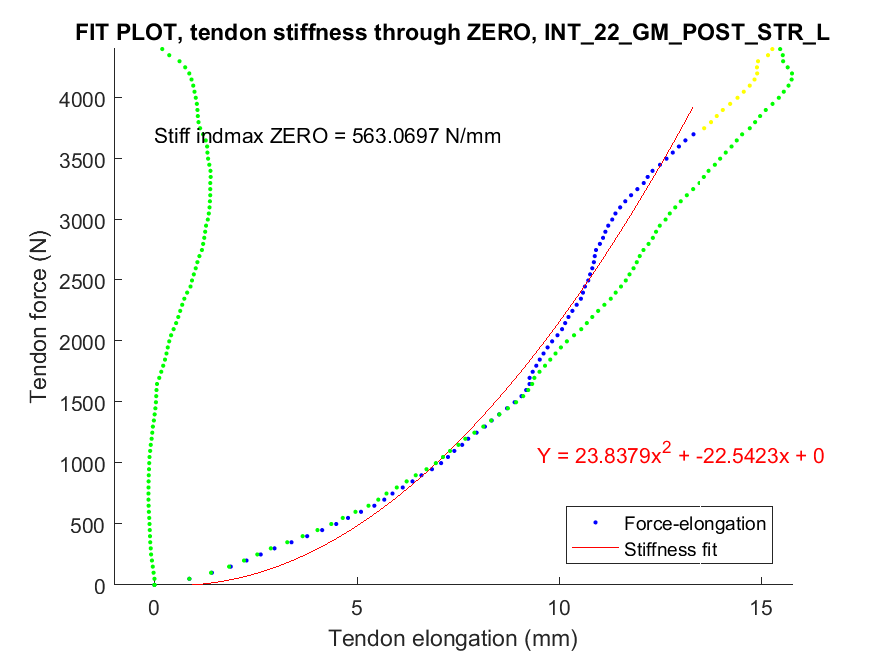 FIT PLOT, tendon stiffness through ZERO, INT_22_GM_POST_STR_L
Stiff indmax ZERO = 563.0697 N/mm
Y = 23.8379x² + -22.5423x + 0
Force-elongation
Stiffness fit
Tendon force (N)
4000
3500
3000
2500
2000
1500
1000
500
0
0 5 10 15
Tendon elongation (mm)